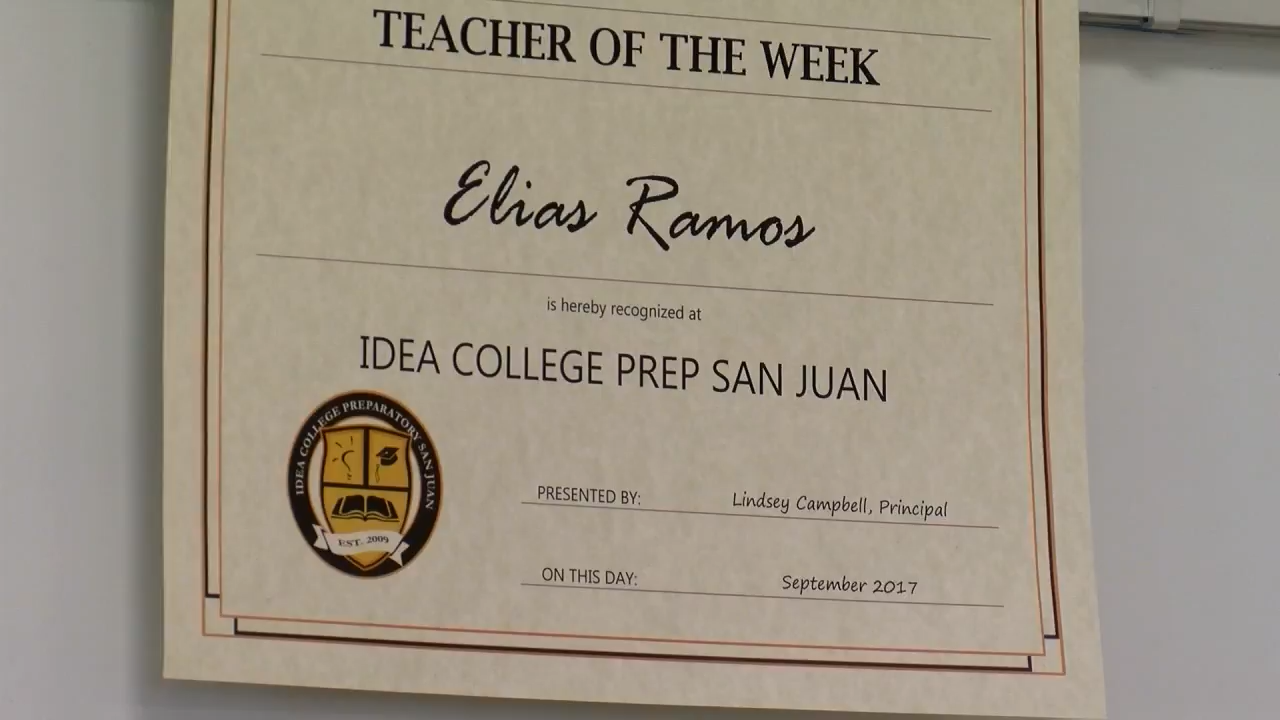 TEACHER OF THE WEEK
Elias Ramos
is hereby recognized at
IDEA COLLEGE PREP SAN JUAN
IDEA COLLEGE PREPARATORY SAN JUAN
EST. 2009
PRESENTED BY: Lindsey Campbell, Principal
ON THIS DAY: September 2017